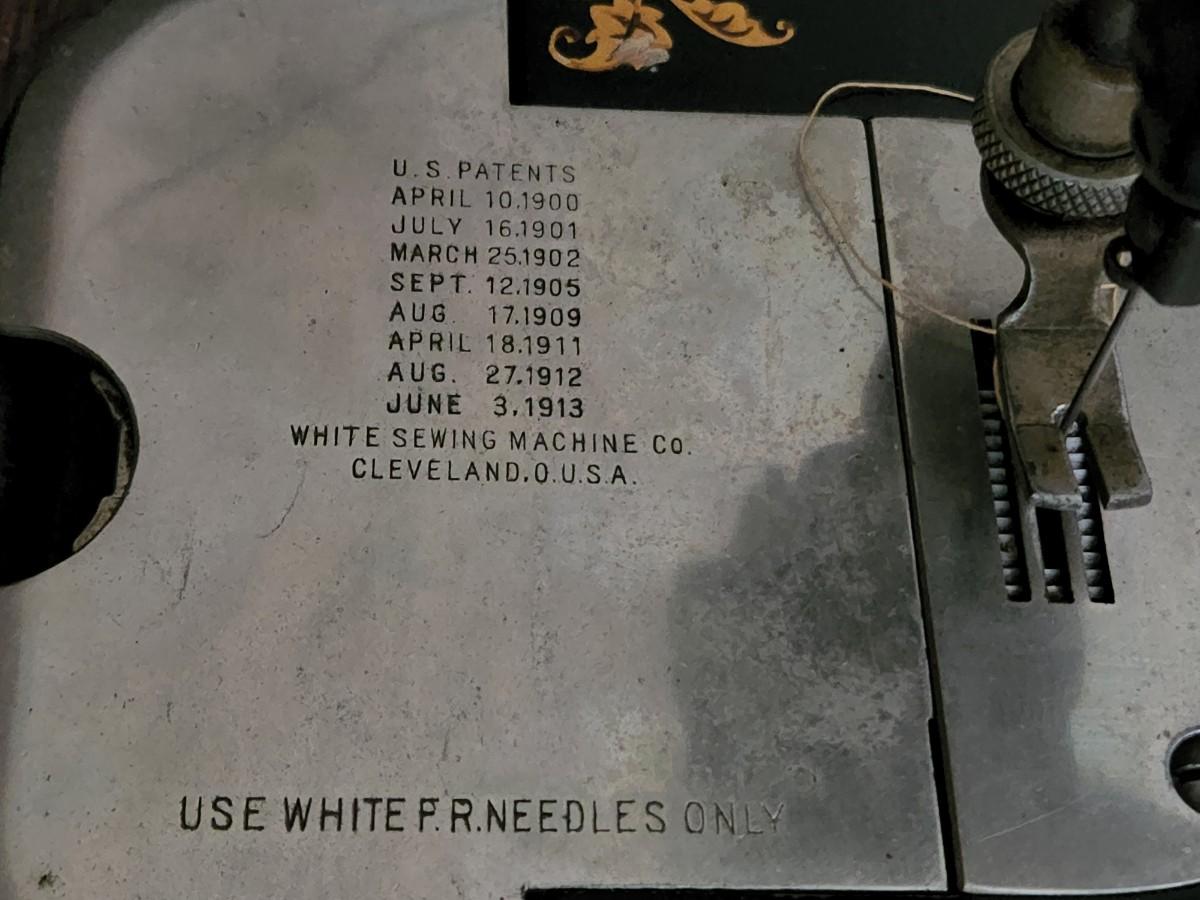 U.S. PATENTS
APRIL 10.1900
JULY 16.1901
MARCH 25.1902
SEPT. 12.1905
AUG. 17.1909
APRIL 18.1911
AUG. 27.1912
JUNE 3.1913
WHITE SEWING MACHINE Co.
CLEVELAND.O.U.S.A.
USE WHITE F.R.NEEDLES ONLY